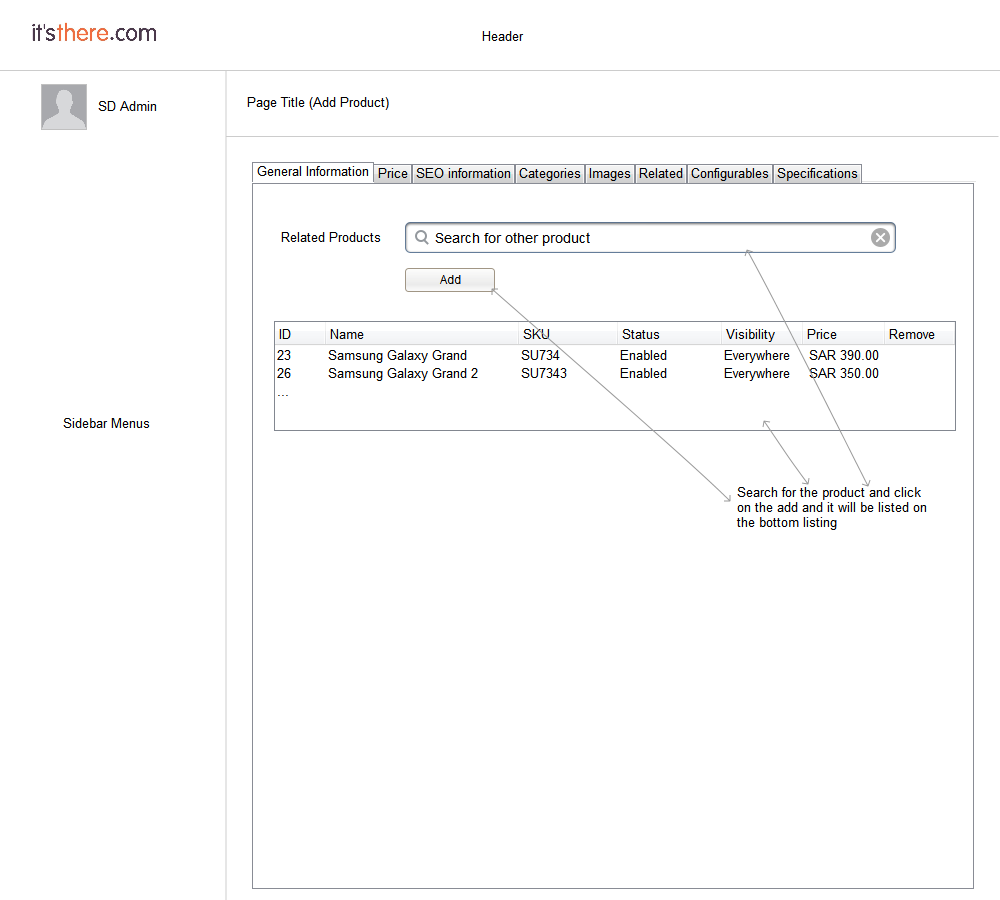 it'sthere.com
Header
SD Admin
Page Title (Add Product)
General Information Price SEO information Categories Images Related Configurables Specifications
Related Products Search for other product
Add
ID Name SKU Status Visibility Price Remove
23 Samsung Galaxy Grand SU734 Enabled Everywhere SAR 390.00
26 Samsung Galaxy Grand 2 SU7343 Enabled Everywhere SAR 350.00
...
Sidebar Menus
Search for the product and click
on the add and it will be listed on
the bottom listing